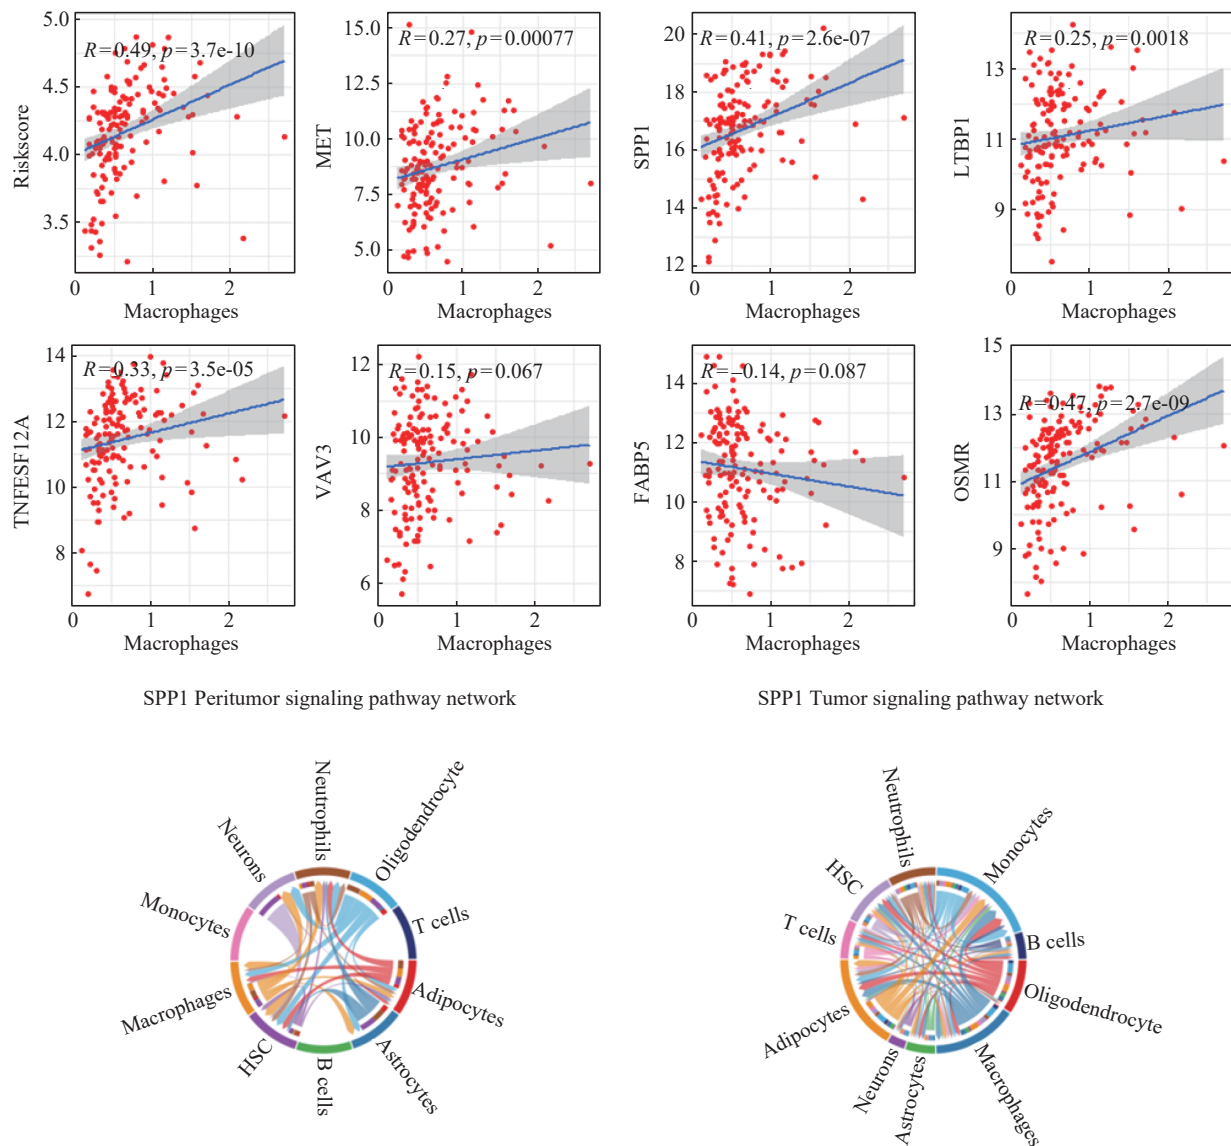 R=0.49, p=3.7e-10
5.0
4.5
4.0
3.5
Riskscore
0 1 2
Macrophages
R=0.27, p=0.00077
15.0
12.5
10.0
7.5
5.0
MET
0 1 2
Macrophages
R=0.41, p=2.6e-07
20
18
16
14
12
SPP1
0 1 2
Macrophages
R=0.25, p=0.0018
13
11
9
LTBP1
0 1 2
Macrophages
R=0.33, p=3.5e-05
14
12
10
8
TNFESF12A
0 1 2
Macrophages
R=0.15, p=0.067
12
10
8
6
VAV3
0 1 2
Macrophages
R=−0.14, p=0.087
14
12
10
8
FABP5
0 1 2
Macrophages
R=0.47, p=2.7e-09
15
13
11
9
OSMR
0 1 2
Macrophages
SPP1 Peritumor signaling pathway network
Neutrophils
Oligodendrocyte
Neurons
Monocytes
T cells
Macrophages
Adipocytes
HSC
B cells
Astrocytes
SPP1 Tumor signaling pathway network
Neutrophils
Monocytes
HSC
T cells
B cells
Adipocytes
Oligodendrocyte
Neurons
Astrocytes
Macrophages